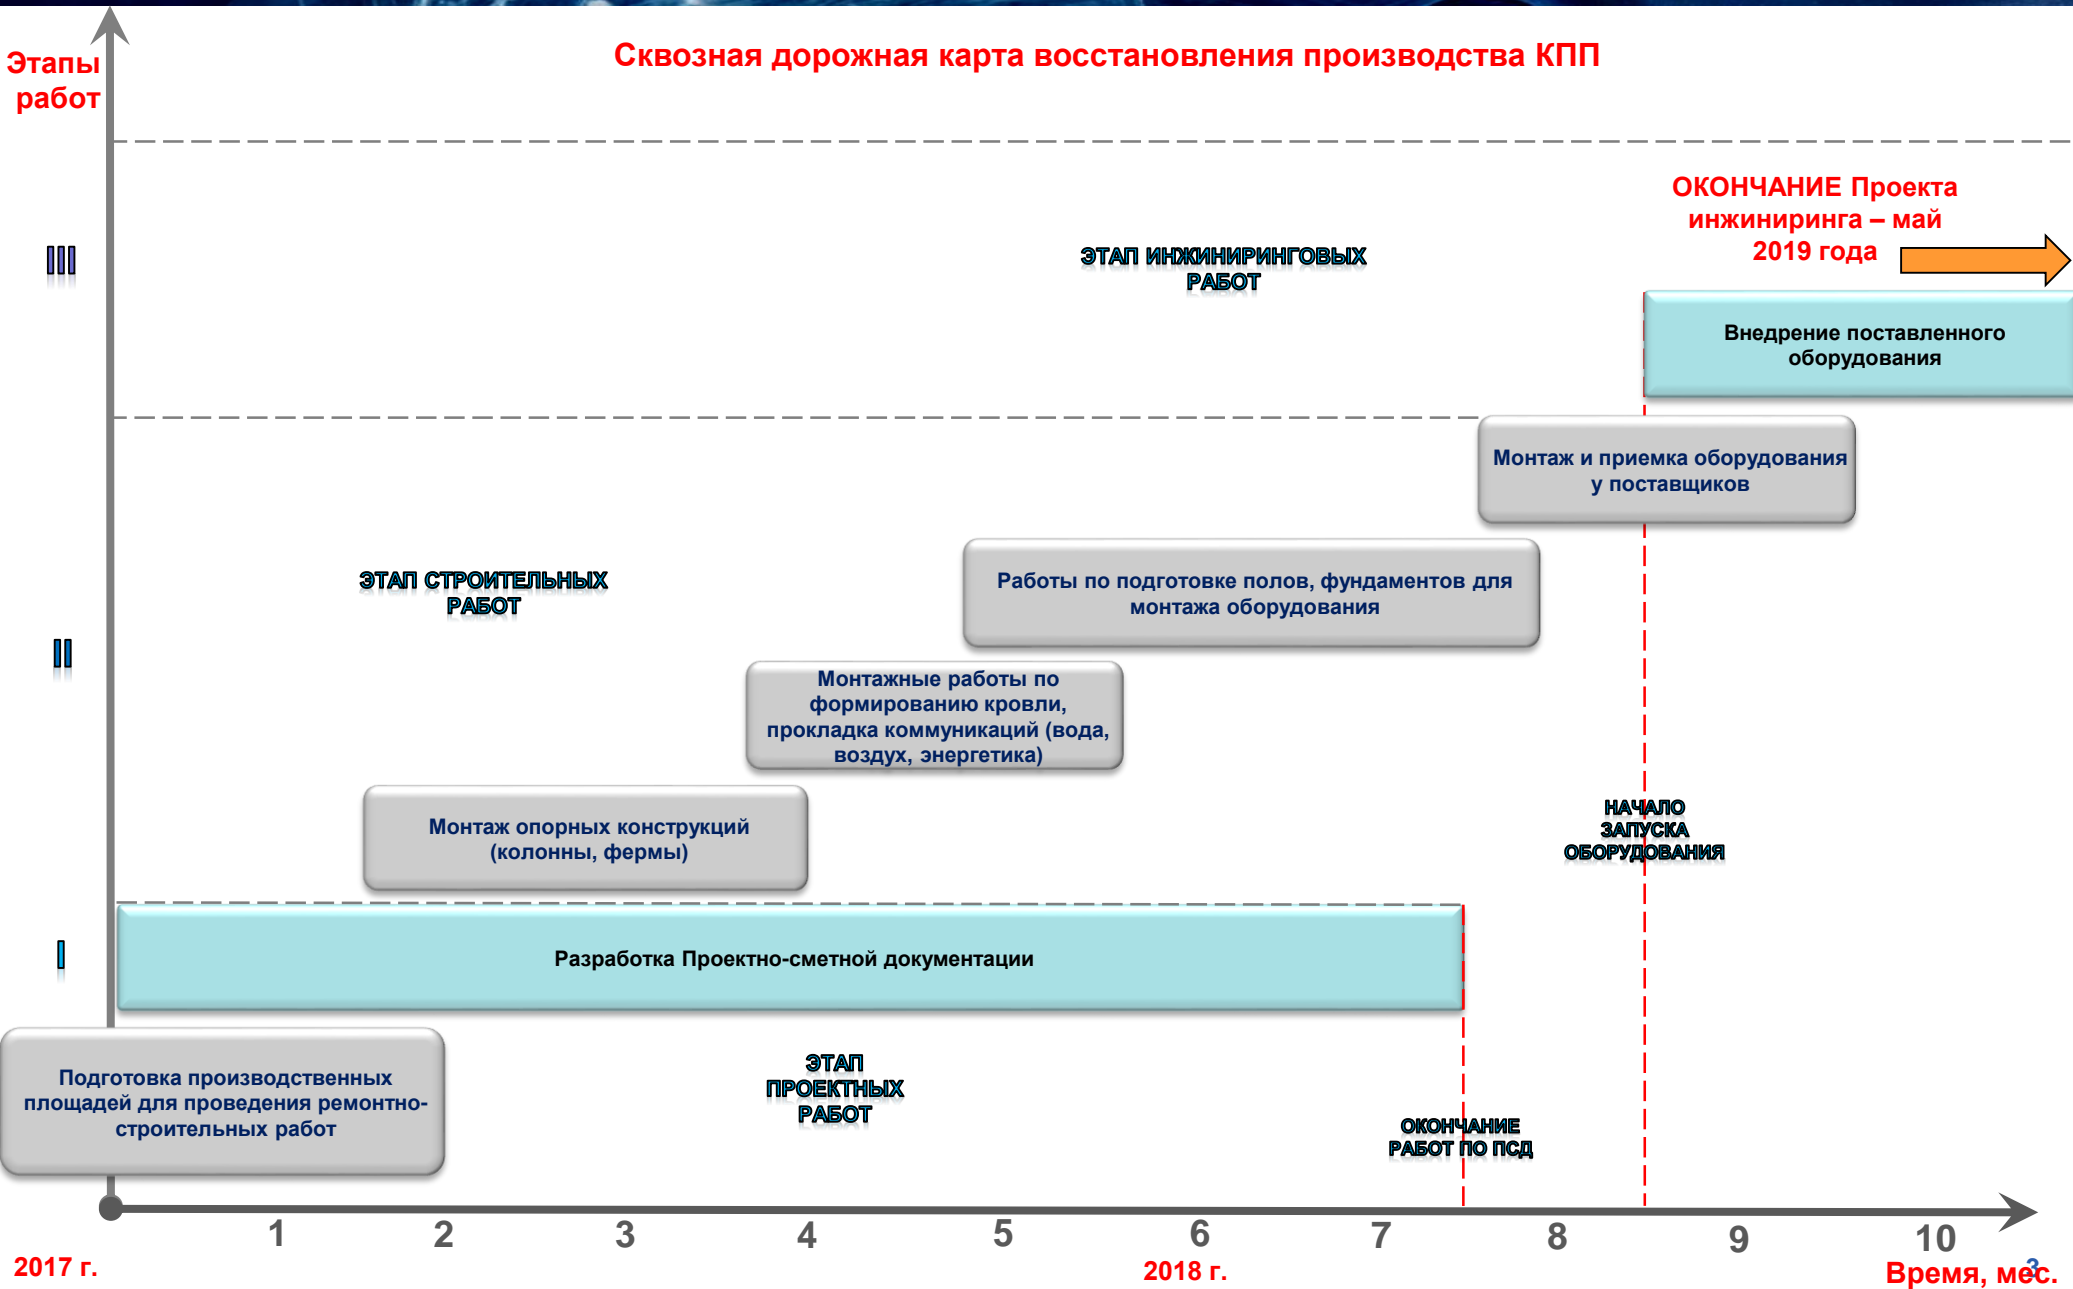 Сквозная дорожная карта восстановления производства КПП
Этапы
работ
ОКОНЧАНИЕ Проекта
инжиниринга – май
2019 года
III
ЭТАП ИНЖИНИРИНГОВЫХ
РАБОТ
Внедрение поставленного
оборудования
Монтаж и приемка оборудования
у поставщиков
ЭТАП СТРОИТЕЛЬНЫХ
РАБОТ
Работы по подготовке полов, фундаментов для
монтажа оборудования
II
Монтажные работы по
формированию кровли,
прокладка коммуникаций (вода,
воздух, энергетика)
Монтаж опорных конструкций
(колонны, фермы)
НАЧАЛО
ЗАПУСКА
ОБОРУДОВАНИЯ
I
Разработка Проектно-сметной документации
Подготовка производственных
площадей для проведения ремонтно-
строительных работ
ЭТАП
ПРОЕКТНЫХ
РАБОТ
ОКОНЧАНИЕ
РАБОТ ПО ПСД
1 2 3 4 5 6 7 8 9 10
2017 г.
2018 г.
Время, мес.
3